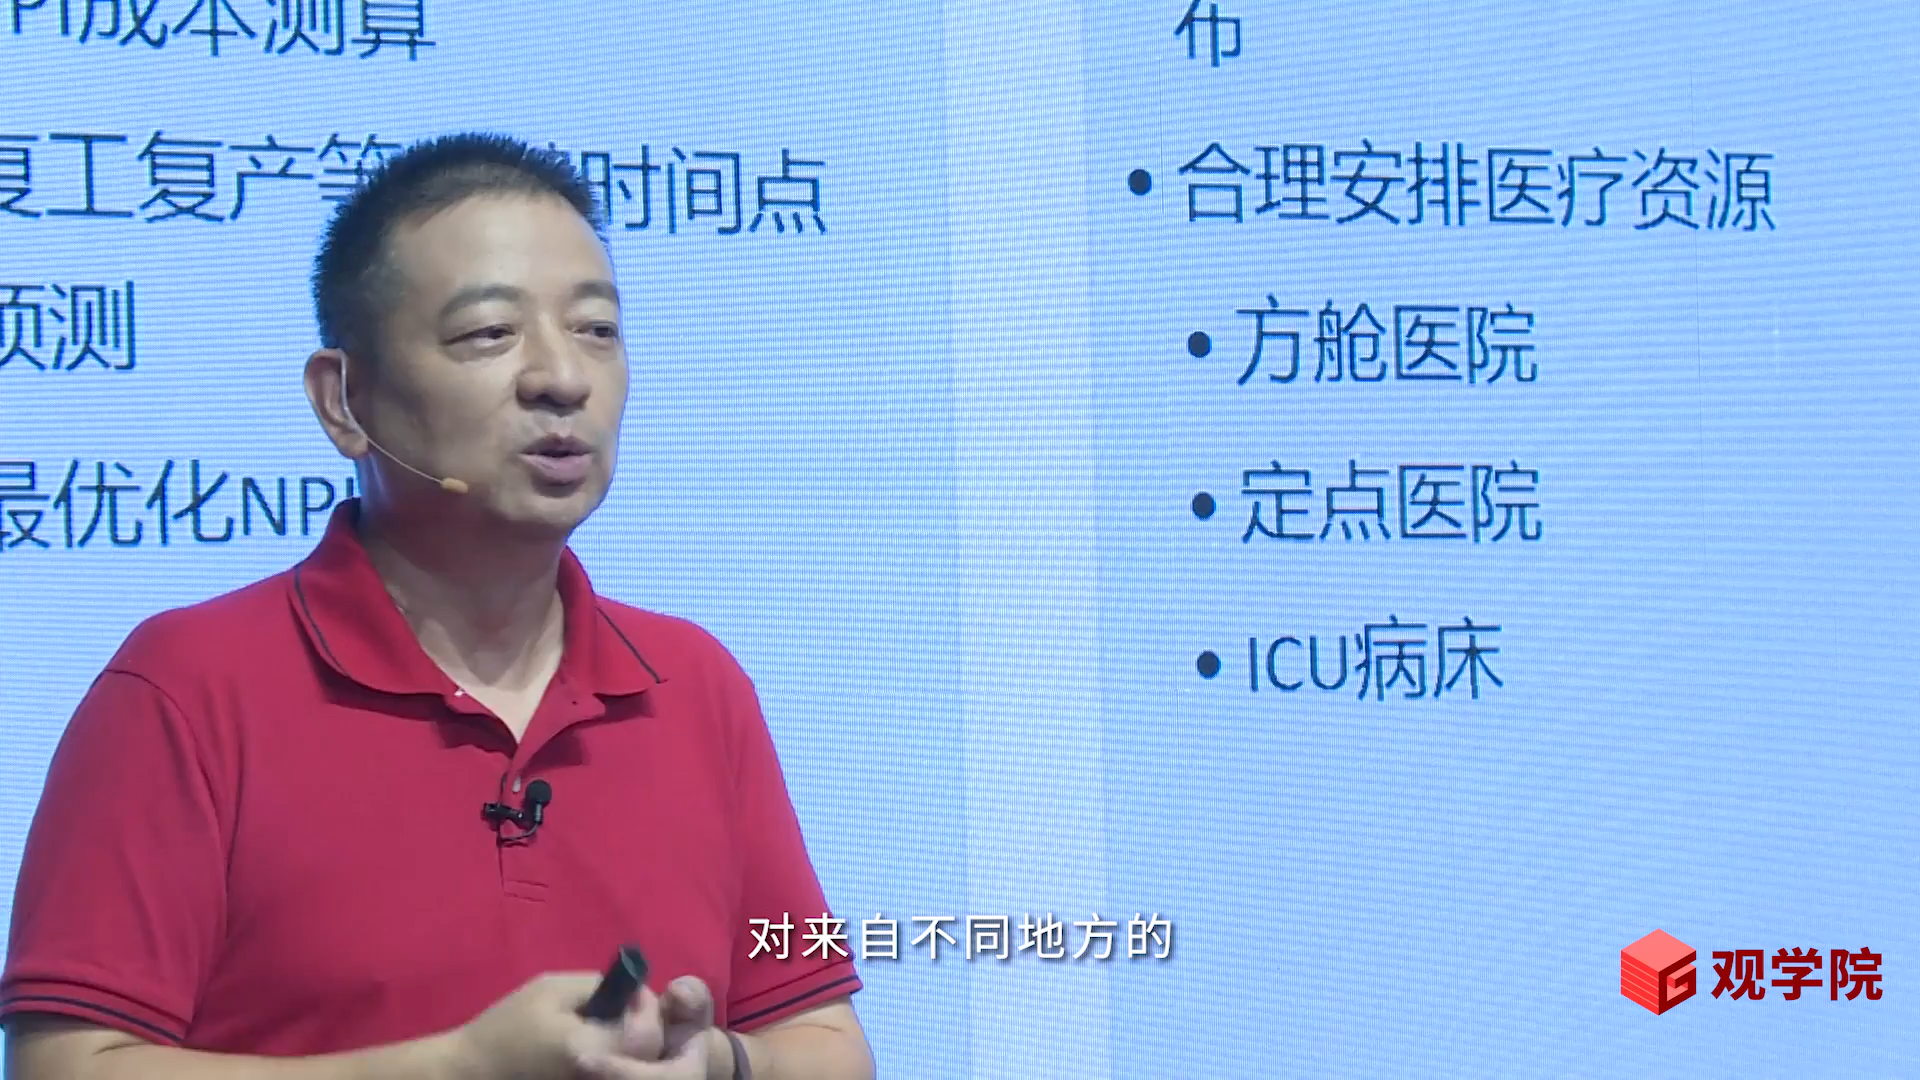 PI成本测算
复工复产等
时间点
预测
最优化NPI
布
• 合理安排医疗资源
• 方舱医院
• 定点医院
• ICU病床
对来自不同地方的
观学院